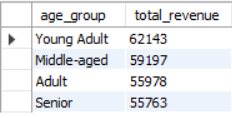 age_group total_revenue
Young Adult 62143
Middle-aged 59197
Adult 55978
Senior 55763